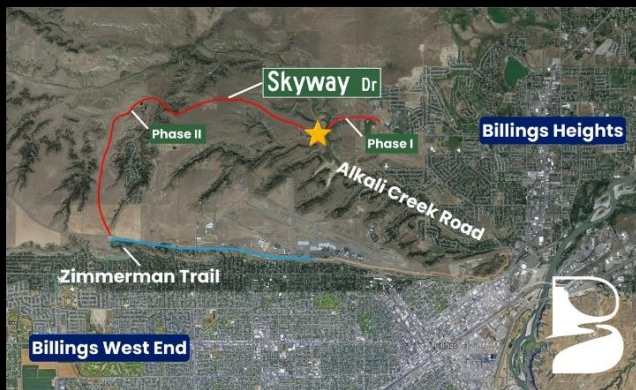 Skyway Dr
Phase II
Phase I
Billings Heights
Alkali Creek Road
Zimmerman Trail
Billings West End